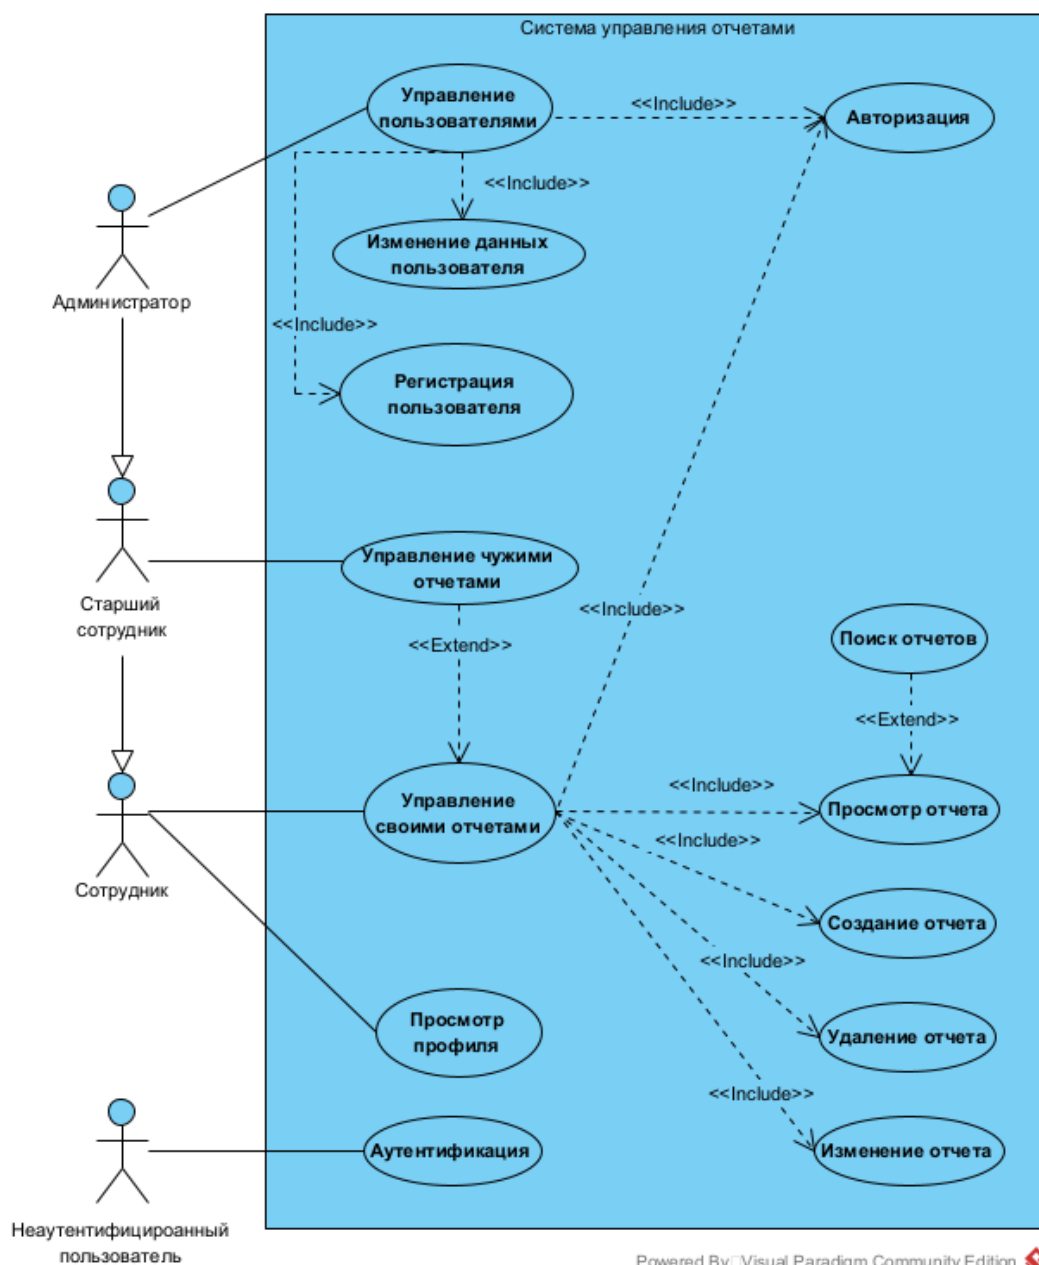 Система управления отчетами
Управление
пользователями
<<Include>>
Авторизация
<<Include>>
Изменение данных
пользователя
Администратор
<<Include>>
Регистрация
пользователя
Управление чужими
отчетами
Старший
сотрудник
<<Include>>
<<Extend>>
Поиск отчетов
<<Extend>>
Управление
своими отчетами
<<Include>>
Просмотр отчета
<<Include>>
Сотрудник
Создание отчета
<<Include>>
Просмотр
профиля
Удаление отчета
<<Include>>
Аутентификация
Изменение отчета
Неаутентифицироанный
пользователь
Powered By Visual Paradigm Community Edition